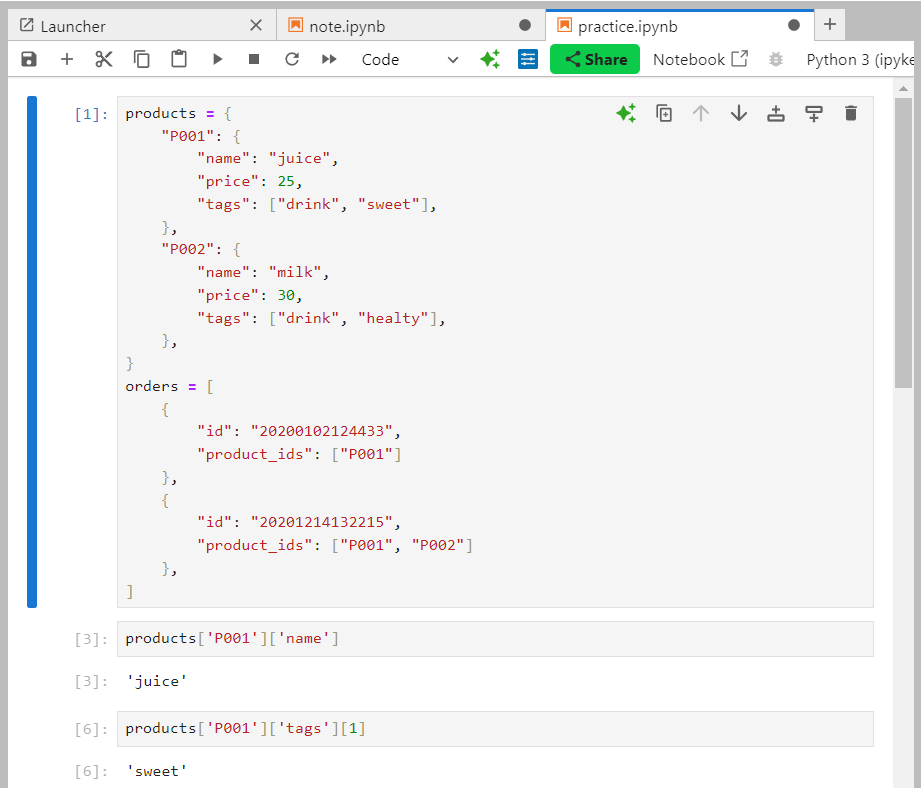 Launcher
note.ipynb
practice.ipynb
Code
Share
Notebook
Python 3 (ipyke
[1]:
products = {
    "P001": {
        "name": "juice",
        "price": 25,
        "tags": ["drink", "sweet"],
    },
    "P002": {
        "name": "milk",
        "price": 30,
        "tags": ["drink", "healty"],
    },
}
orders = [
    {
        "id": "20200102124433",
        "product_ids": ["P001"]
    },
    {
        "id": "20201214132215",
        "product_ids": ["P001", "P002"]
    },
]
[3]: products['P001']['name']
[3]: 'juice'
[6]: products['P001']['tags'][1]
[6]: 'sweet'